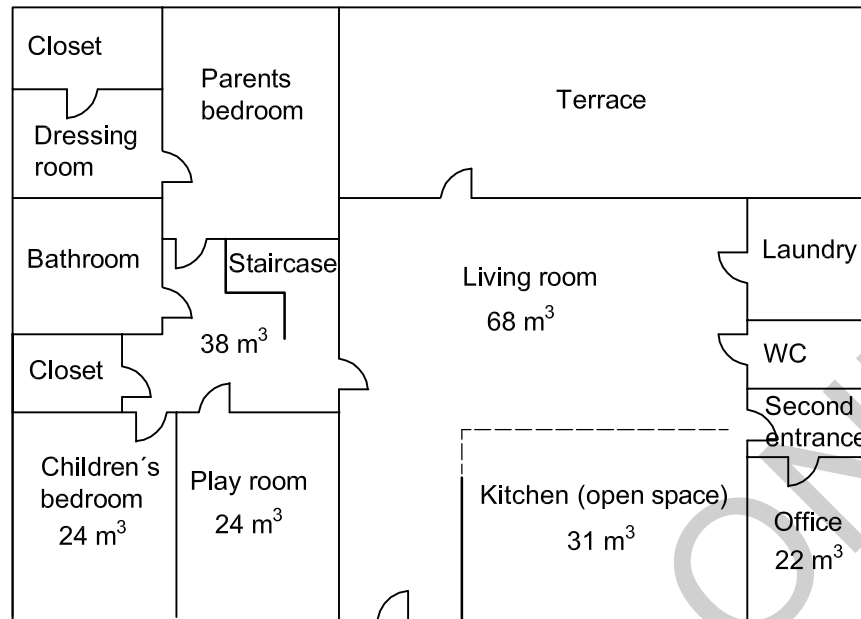 Closet
Parents
bedroom
Terrace
Dressing
room
Bathroom
Staircase
Living room
68 m³
Laundry
38 m³
WC
Closet
Second
entrance
Children´s
bedroom
24 m³
Play room
24 m³
Kitchen (open space)
31 m³
Office
22 m³